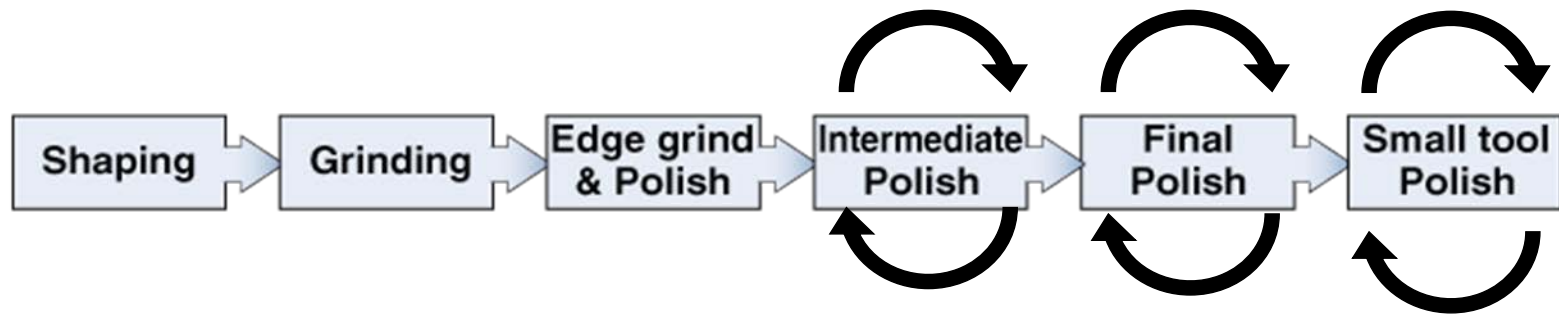 Shaping
Grinding
Edge grind
& Polish
Intermediate
Polish
Final
Polish
Small tool
Polish